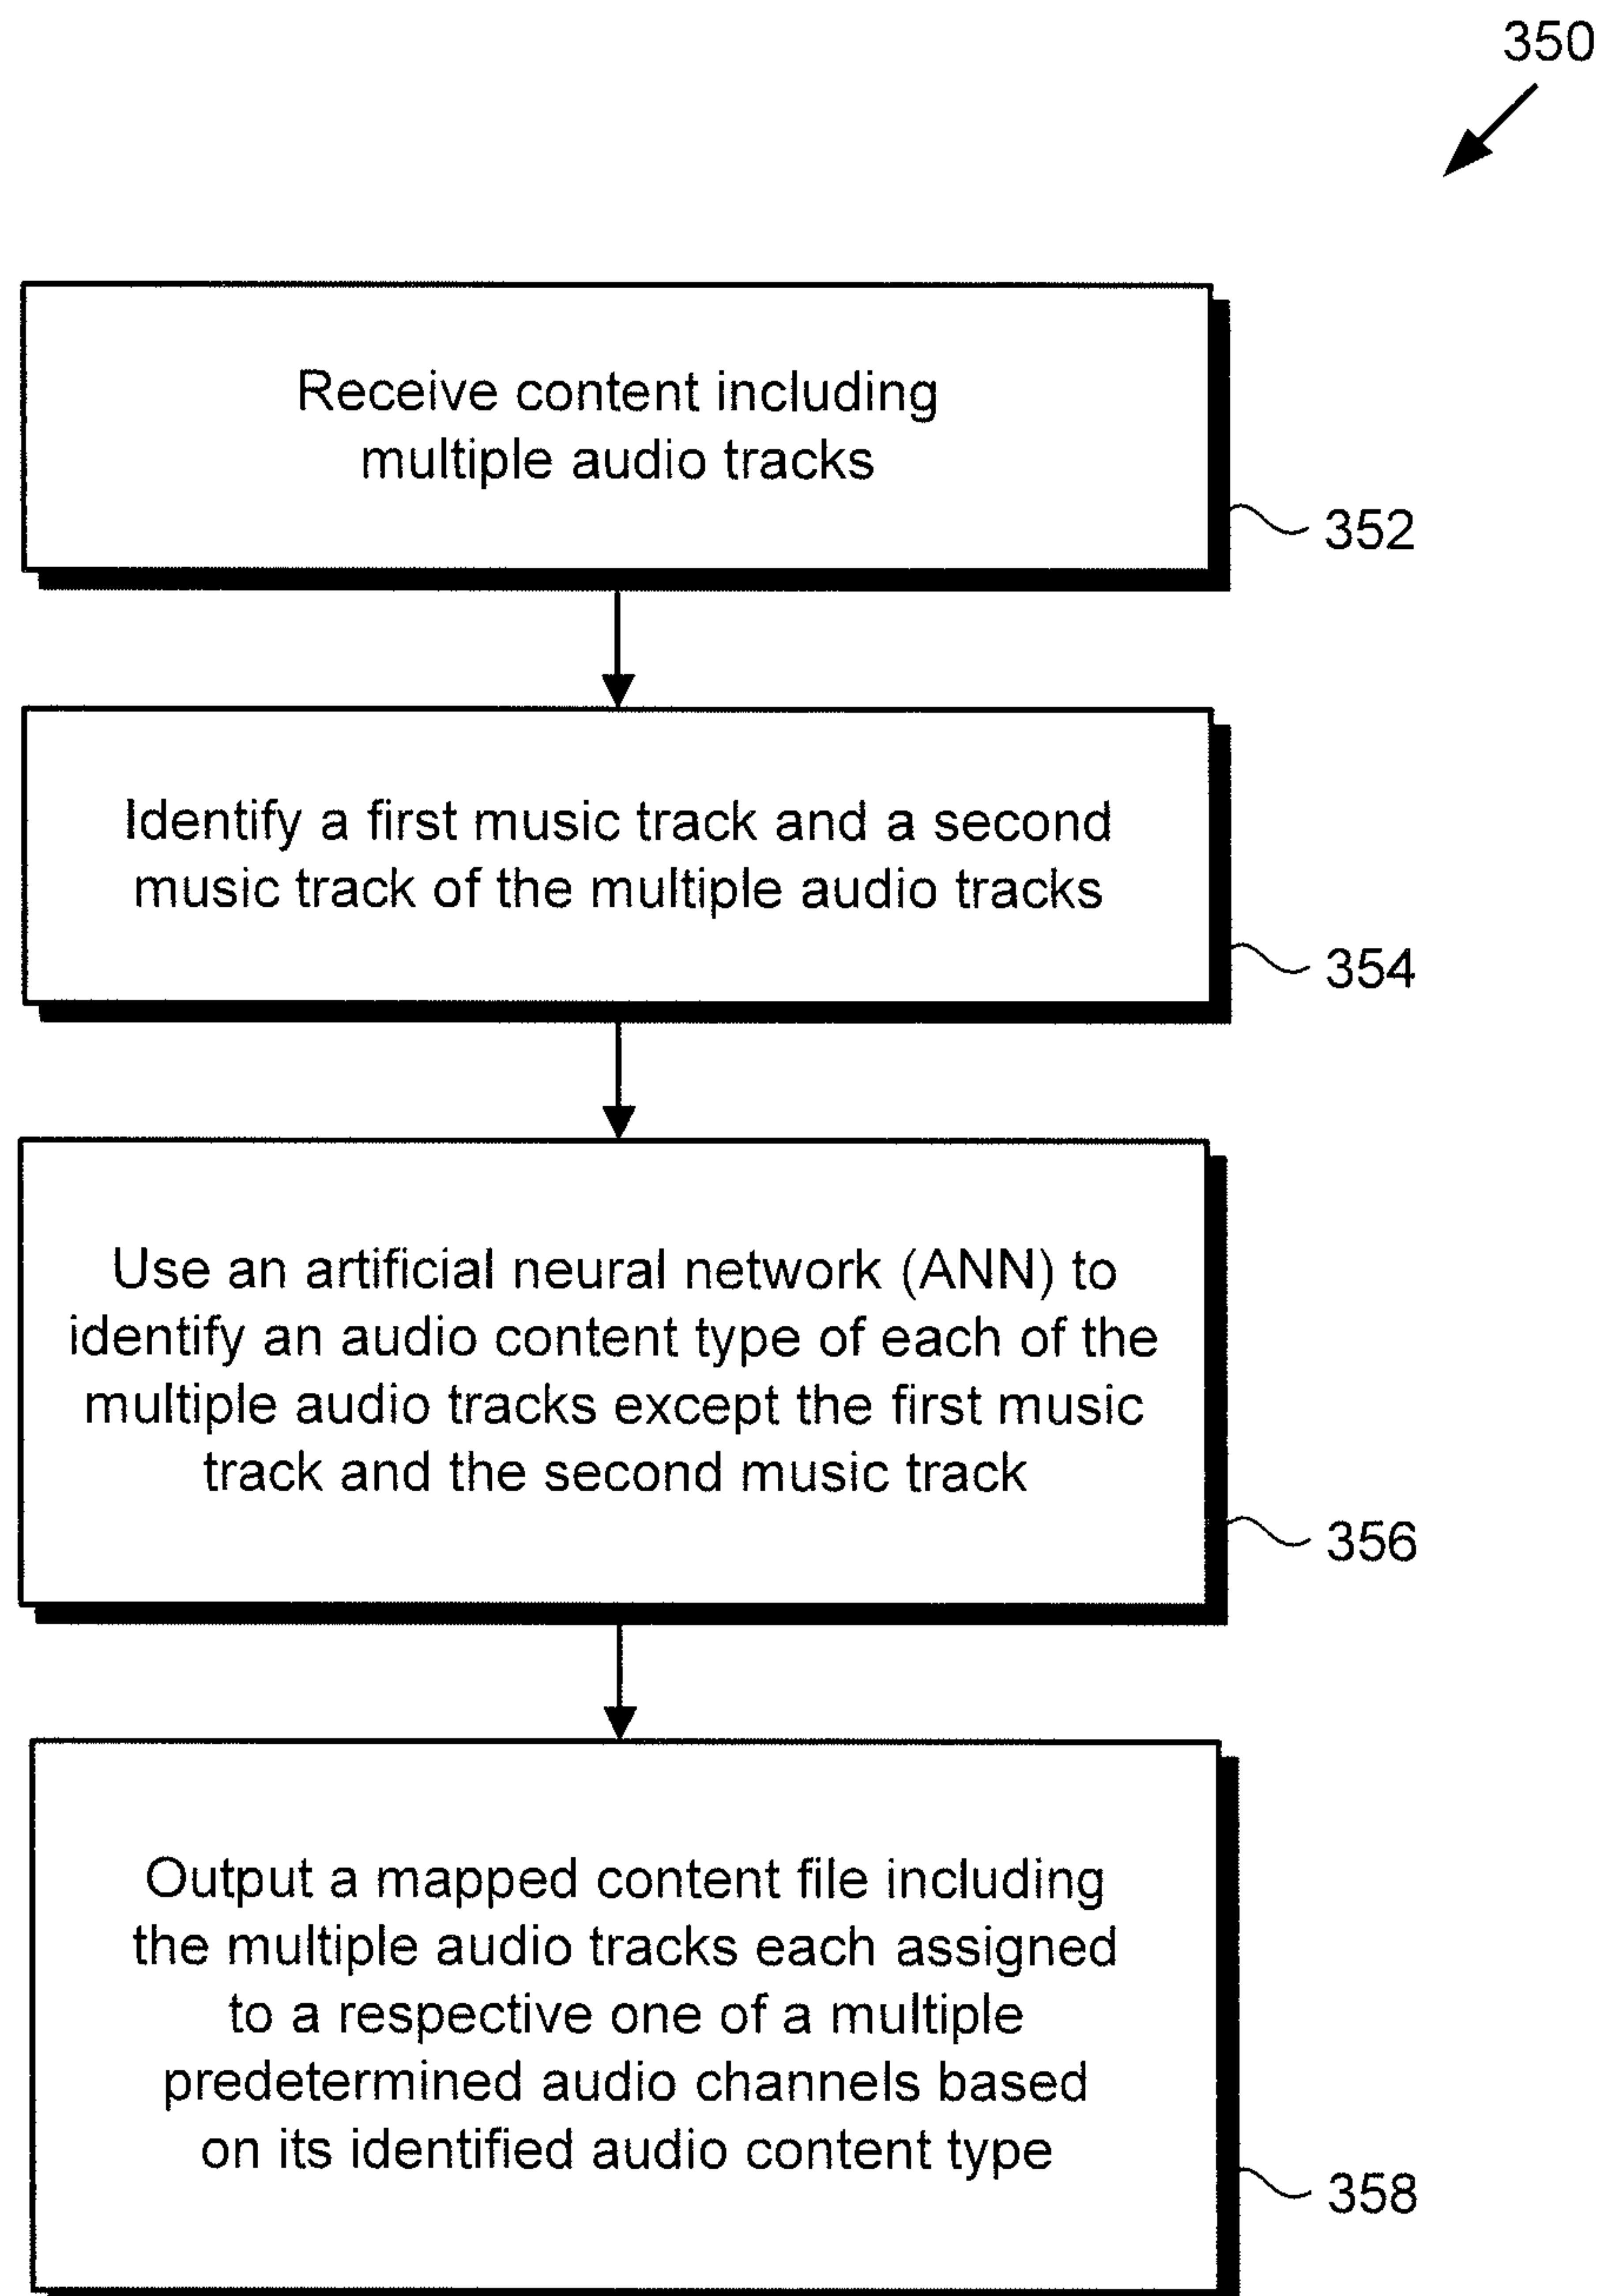 350
Receive content including
multiple audio tracks
352
Identify a first music track and a second
music track of the multiple audio tracks
354
Use an artificial neural network (ANN) to
identify an audio content type of each of the
multiple audio tracks except the first music
track and the second music track
356
Output a mapped content file including
the multiple audio tracks each assigned
to a respective one of a multiple
predetermined audio channels based
on its identified audio content type
358